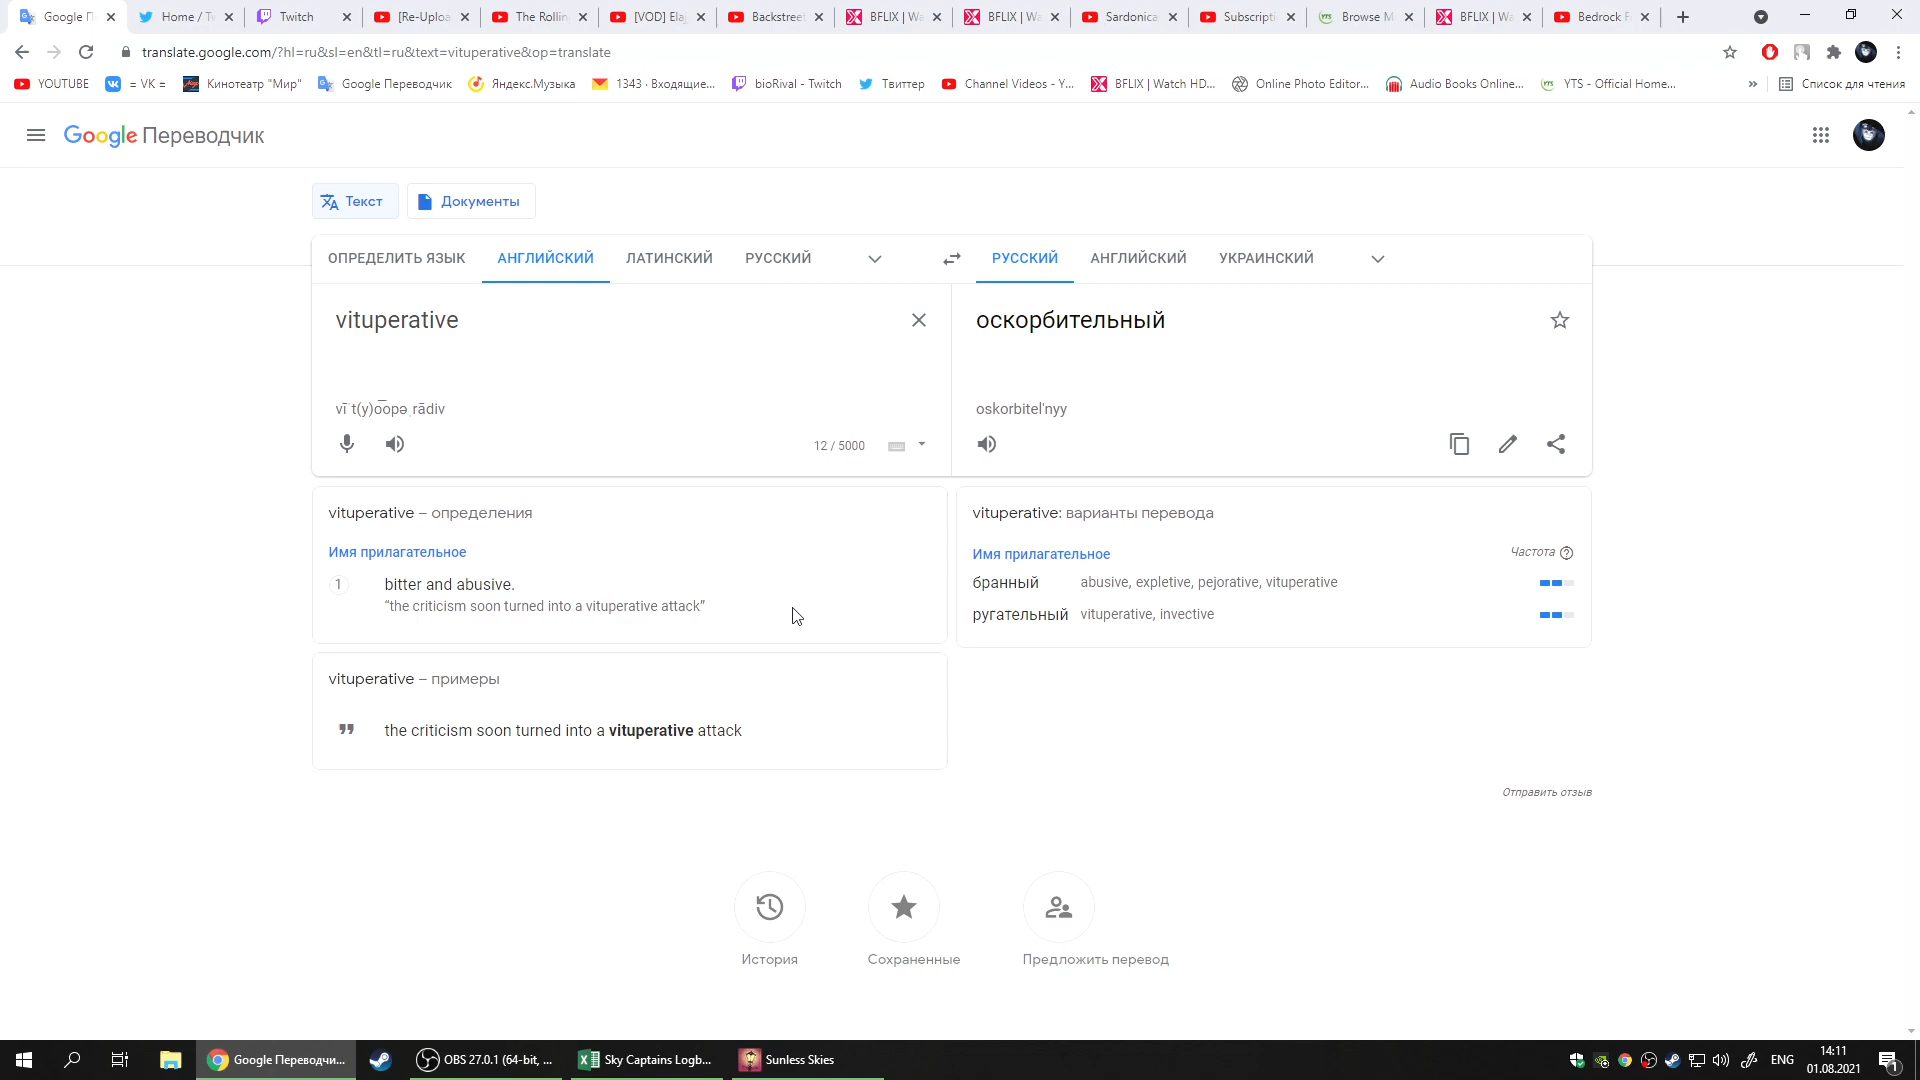 Google П
Home / Tw
Twitch
[Re-Uploa
The Rollin
[VOD] Ela
Backstreet
BFLIX | Wa
BFLIX | Wa
Sardonica
Subscripti
Browse M
BFLIX | Wa
Bedrock F
translate.google.com/?hl=ru&sl=en&tl=ru&text=vituperative&op=translate
YOUTUBE
= VK =
Кинотеатр "Мир"
Google Переводчик
Яндекс.Музыка
1343 · Входящие...
bioRival - Twitch
Твиттер
Channel Videos - Y...
BFLIX | Watch HD...
Online Photo Editor...
Audio Books Online...
YTS - Official Home...
»
Список для чтения
Google Переводчик
Текст
Документы
ОПРЕДЕЛИТЬ ЯЗЫК
АНГЛИЙСКИЙ
ЛАТИНСКИЙ
РУССКИЙ
РУССКИЙ
АНГЛИЙСКИЙ
УКРАИНСКИЙ
vituperative
оскорбительный
vīˈt(y)o͞opəˌrādiv
oskorbitel'nyy
12 / 5000
vituperative – определения
Имя прилагательное
1
bitter and abusive.
“the criticism soon turned into a vituperative attack”
vituperative: варианты перевода
Имя прилагательное
Частота
бранный
abusive, expletive, pejorative, vituperative
ругательный
vituperative, invective
vituperative – примеры
the criticism soon turned into a vituperative attack
Отправить отзыв
История
Сохраненные
Предложить перевод
Google Переводчи...
OBS 27.0.1 (64-bit, ...
Sky Captains Logb...
Sunless Skies
ENG
14:11
01.08.2021
1